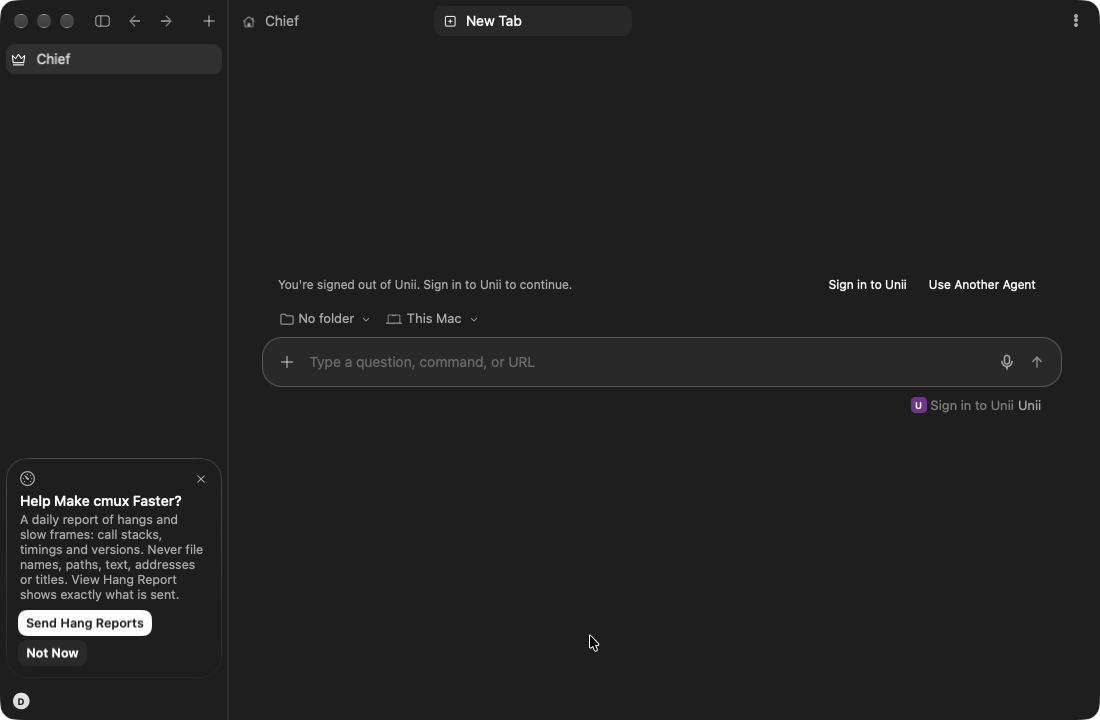 Chief
New Tab
Chief
You're signed out of Unii. Sign in to Unii to continue.
Sign in to Unii
Use Another Agent
No folder
This Mac
Type a question, command, or URL
U Sign in to Unii Unii
Help Make cmux Faster?
A daily report of hangs and
slow frames: call stacks,
timings and versions. Never file
names, paths, text, addresses
or titles. View Hang Report
shows exactly what is sent.
Send Hang Reports
Not Now
D